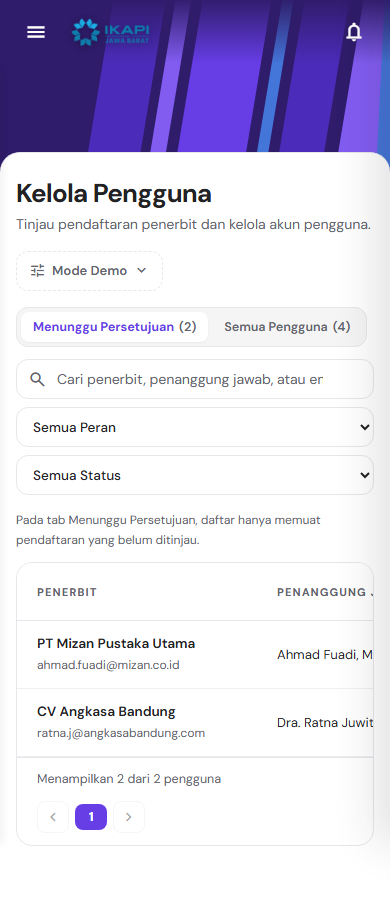 IKAPI
JAWA BARAT
Kelola Pengguna
Tinjau pendaftaran penerbit dan kelola akun pengguna.
Mode Demo
Menunggu Persetujuan (2) Semua Pengguna (4)
Cari penerbit, penanggung jawab, atau er
Semua Peran
Semua Status
Pada tab Menunggu Persetujuan, daftar hanya memuat
pendaftaran yang belum ditinjau.
PENERBIT PENANGGUNG
PT Mizan Pustaka Utama
ahmad.fuadi@mizan.co.id
Ahmad Fuadi, M
CV Angkasa Bandung
ratna.j@angkasabandung.com
Dra. Ratna Juwit
Menampilkan 2 dari 2 pengguna
1